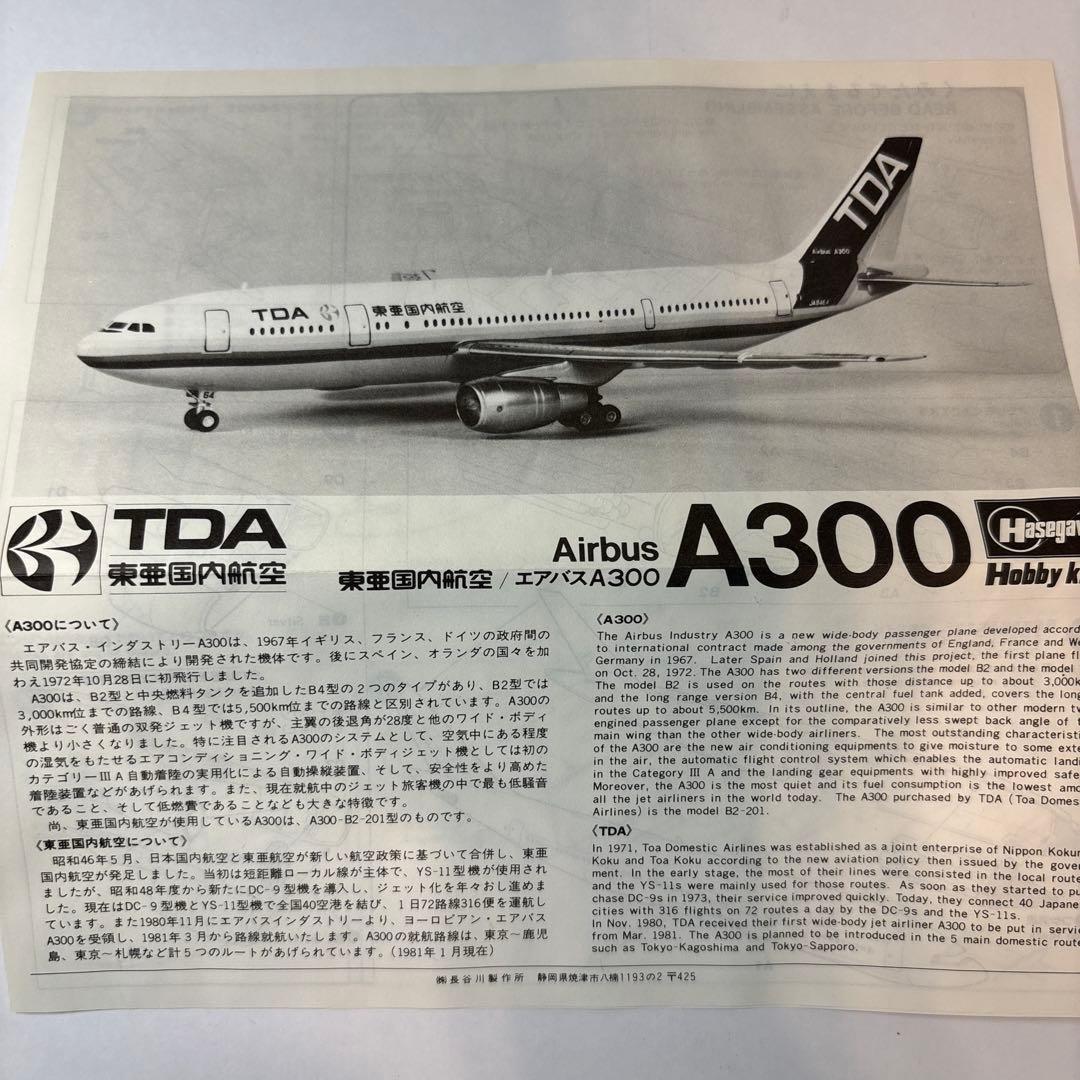 TDA
Airbus A300
JA8464
TDA 東亜国内航空
64
TDA
東亜国内航空
Airbus A300
東亜国内航空/エアバスA300
Hasegaw
Hobby k
《A300について》
エアバス・インダストリーA300は、1967年イギリス、フランス、ドイツの政府間の
共同開発協定の締結により開発された機体です。後にスペイン、オランダの国々を加
わえ1972年10月28日に初飛行しました。
A300は、B2型と中央燃料タンクを追加したB4型の2つのタイプがあり、B2型では
3,000km位までの路線、B4型では5,500km位までの路線と区別されています。A300の
外形はごく普通の双発ジェット機ですが、主翼の後退角が28度と他のワイド・ボディ
機より小さくなりました。特に注目されるA300のシステムとして、空気中にある程度
の湿気をもたせるエアコンディショニング・ワイド・ボディジェット機としては初の
カテゴリーIII A自動着陸の実用化による自動操縦装置、そして、安全性をより高めた
着陸装置などがあげられます。また、現在就航中のジェット旅客機の中で最も低騒音
であること、そして低燃費であることなども大きな特徴です。
尚、東亜国内航空が使用しているA300は、A300-B2-201型のものです。
《東亜国内航空について》
昭和46年5月、日本国内航空と東亜航空が新しい航空政策に基づいて合併し、東亜
国内航空が発足しました。当初は短距離ローカル線が主体で、YS-11型機が使用され
ましたが、昭和48年度から新たにDC-9型機を導入し、ジェット化を年々おし進めま
した。現在はDC-9型機とYS-11型機で全国40空港を結び、1日72路線316便を運航し
ています。また1980年11月にエアバスインダストリーより、ヨーロピアン・エアバス
A300を受領し、1981年3月から路線就航いたします。A300の就航路線は、東京〜鹿児
島、東京〜札幌など計5つのルートがあげられています。(1981年1月現在)
《A300》
The Airbus Industry A300 is a new wide-body passenger plane developed accord
to international contract made among the governments of England, France and We
Germany in 1967. Later Spain and Holland joined this project, the first plane fl
on Oct. 28, 1972. The A300 has two different versions the model B2 and the model
The model B2 is used on the routes with those distance up to about 3,000k
and the long range version B4, with the central fuel tank added, covers the long
routes up to about 5,500km. In its outline, the A300 is similar to other modern tw
engined passenger plane except for the comparatively less swept back angle of t
main wing than the other wide-body airliners. The most outstanding characteristi
of the A300 are the new air conditioning equipments to give moisture to some exte
in the air, the automatic flight control system which enables the automatic landi
in the Category III A and the landing gear equipments with highly improved safe
Moreover, the A300 is the most quiet and its fuel consumption is the lowest amo
all the jet airliners in the world today. The A300 purchased by TDA (Toa Domes
Airlines) is the model B2-201.
《TDA》
In 1971, Toa Domestic Airlines was established as a joint enterprise of Nippon Kokun
Koku and Toa Koku according to the new aviation policy then issued by the gover
ment. In the early stage, the most of their lines were consisted in the local route
and the YS-11s were mainly used for those routes. As soon as they started to pu
chase DC-9s in 1973, their service improved quickly. Today, they connect 40 Japane
cities with 316 flights on 72 routes a day by the DC-9s and the YS-11s.
In Nov. 1980, TDA received their first wide-body jet airliner A300 to be put in servic
from Mar. 1981. The A300 is planned to be introduced in the 5 main domestic route
such as Tokyo-Kagoshima and Tokyo-Sapporo.
㈱長谷川製作所 静岡県焼津市八楠1193の2 〒425